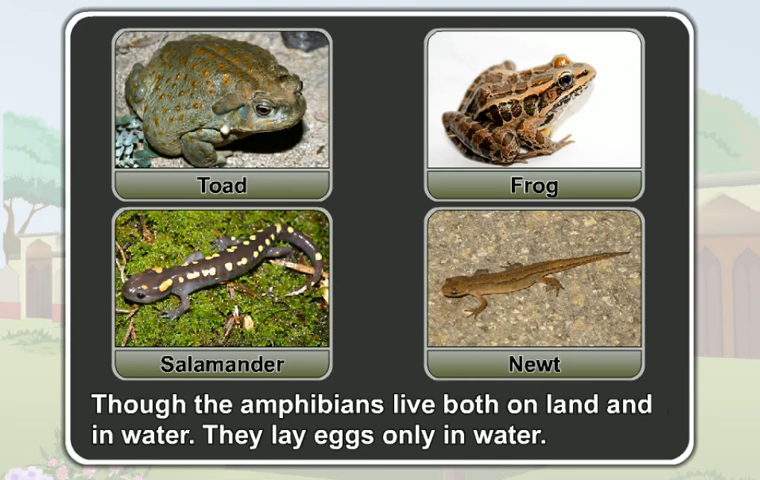 Toad
Frog
Salamander
Newt
Though the amphibians live both on land and
in water. They lay eggs only in water.